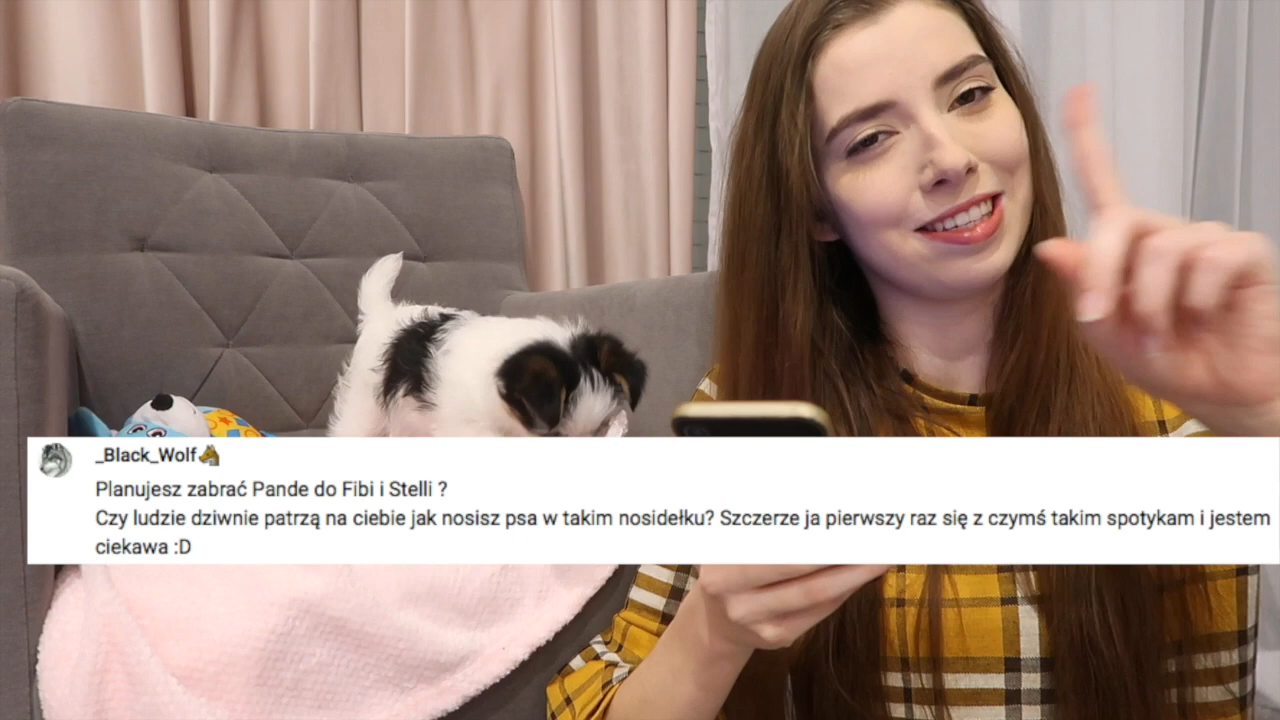 _Black_Wolf🐴
Planujesz zabrać Pande do Fibi i Stelli ?
Czy ludzie dziwnie patrzą na ciebie jak nosisz psa w takim nosidełku? Szczerze ja pierwszy raz się z czymś takim spotykam i jestem
ciekawa :D